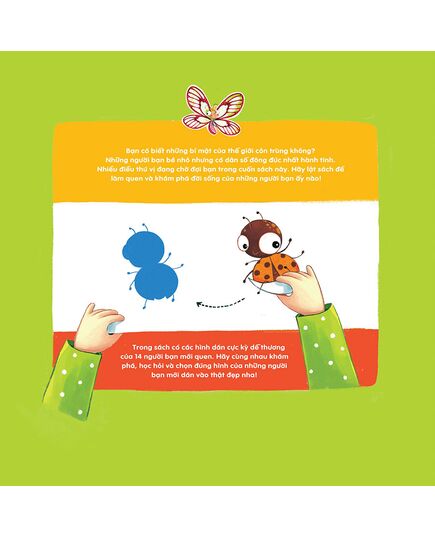 Bạn có biết những bí mật của thế giới côn trùng không?
Những người bạn bé nhỏ nhưng có dân số đông đúc nhất hành tinh.
Nhiều điều thú vị đang chờ đợi bạn trong cuốn sách này. Hãy lật sách để
làm quen và khám phá đời sống của những người bạn ấy nào!
Trong sách có các hình dán cực kỳ dễ thương
của 14 người bạn mới quen. Hãy cùng nhau khám
phá, học hỏi và chọn đúng hình của những người
bạn mới dán vào thật đẹp nha!